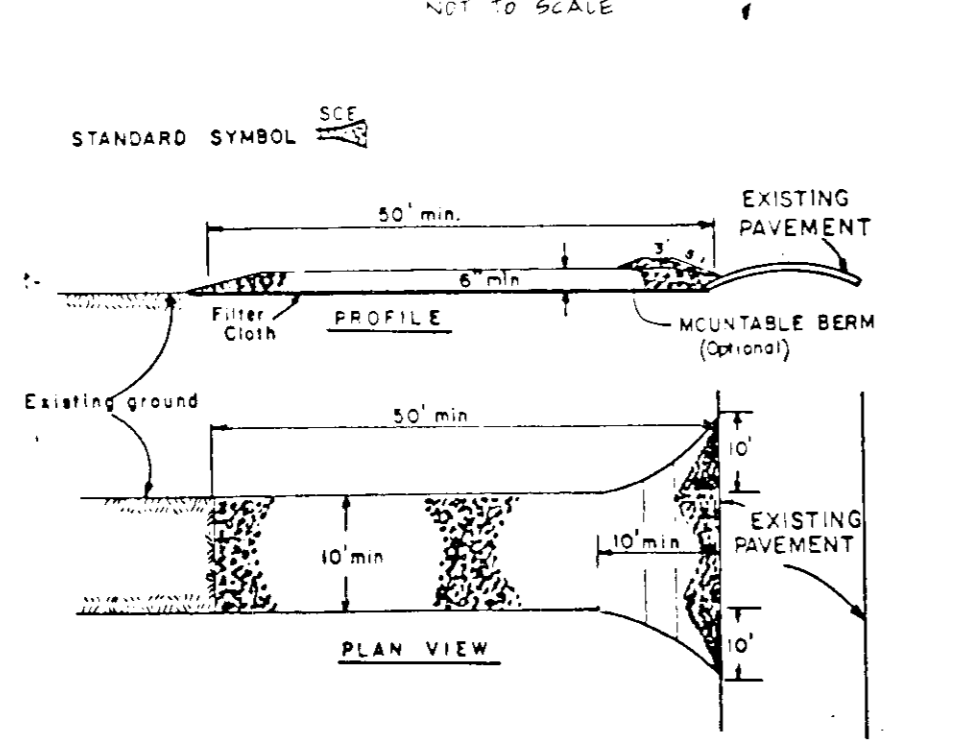 NOT TO SCALE
STANDARD SYMBOL
SCE
50' min.
EXISTING
PAVEMENT
3'
6" min
Filter
Cloth
PROFILE
MOUNTABLE BERM
(Optional)
Existing ground
50' min
10'
10' min
10' min
EXISTING
PAVEMENT
10'
PLAN VIEW